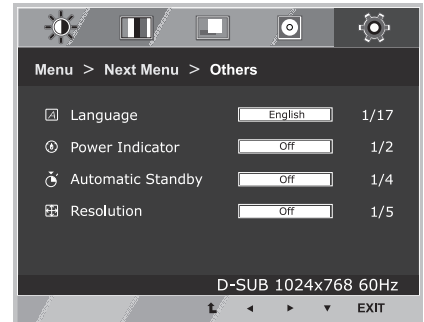 Menu > Next Menu > Others
Language English 1/17
Power Indicator Off 1/2
Automatic Standby Off 1/4
Resolution Off 1/5
D-SUB 1024x768 60Hz
EXIT